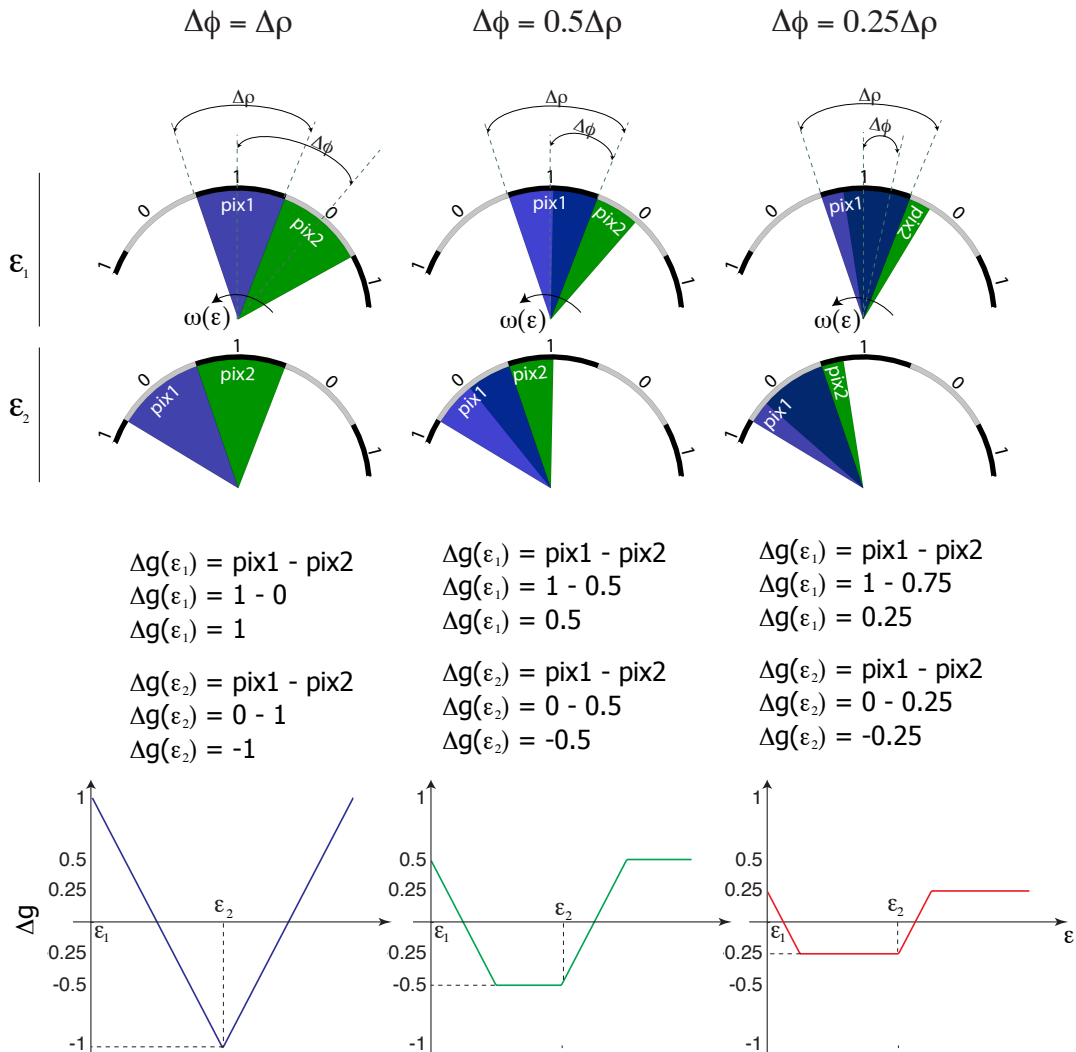 Δϕ = Δρ
Δϕ = 0.5Δρ
Δϕ = 0.25Δρ
Δρ
Δϕ
1
0
0
1
1
pix1
pix2
ω(ε)
Δρ
Δϕ
1
0
0
1
1
pix1
pix2
ω(ε)
Δρ
Δϕ
1
0
0
1
1
pix1
pix2
ω(ε)
ε₁
1
0
0
1
1
pix1
pix2
1
0
0
1
1
pix1
pix2
1
0
0
1
1
pix1
pix2
ε₂
Δg(ε₁) = pix1 - pix2
Δg(ε₁) = 1 - 0
Δg(ε₁) = 1
Δg(ε₂) = pix1 - pix2
Δg(ε₂) = 0 - 1
Δg(ε₂) = -1
Δg(ε₁) = pix1 - pix2
Δg(ε₁) = 1 - 0.5
Δg(ε₁) = 0.5
Δg(ε₂) = pix1 - pix2
Δg(ε₂) = 0 - 0.5
Δg(ε₂) = -0.5
Δg(ε₁) = pix1 - pix2
Δg(ε₁) = 1 - 0.75
Δg(ε₁) = 0.25
Δg(ε₂) = pix1 - pix2
Δg(ε₂) = 0 - 0.25
Δg(ε₂) = -0.25
Δg
1
0.5
0.25
0
0.25
-0.5
-1
ε₁
ε₂
1
0.5
0.25
0
0.25
-0.5
-1
ε₁
ε₂
1
0.5
0.25
0
0.25
-0.5
-1
ε₁
ε₂
ε